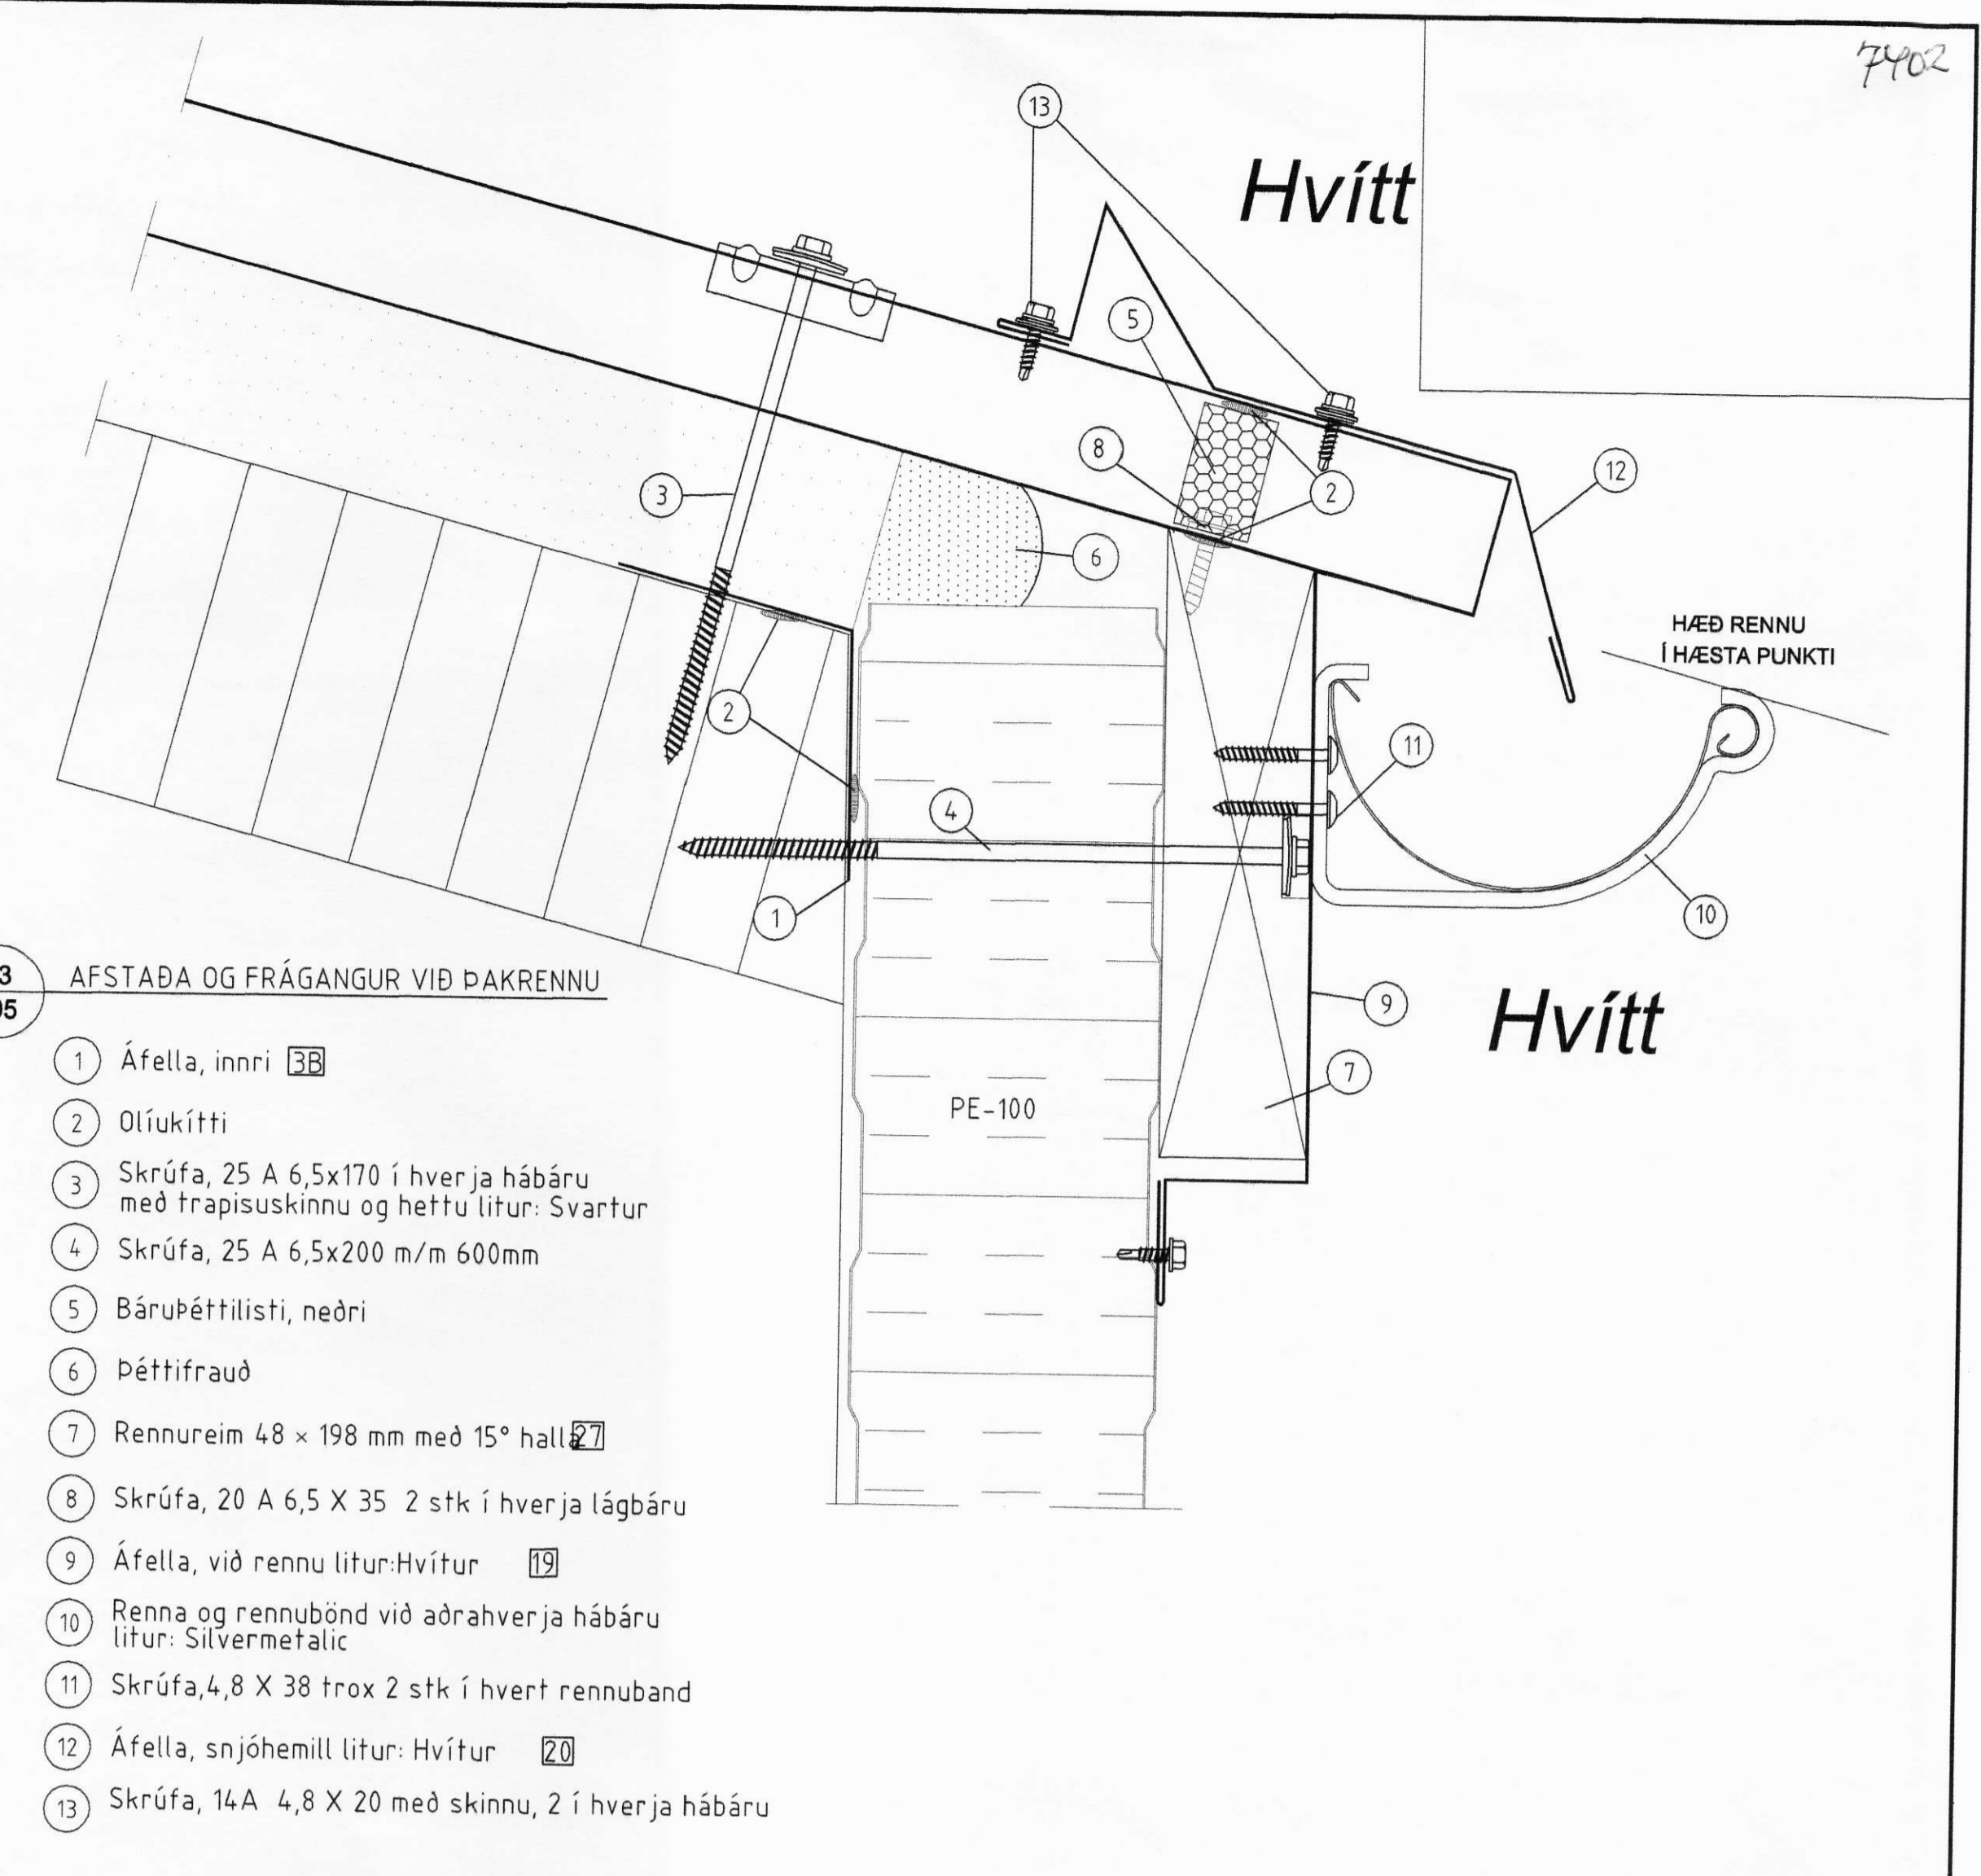 7402
13
Hvítt
5
8
2
3
12
6
HÆÐ RENNU
Í HÆSTA PUNKTI
2
11
4
1
10
9
Hvítt
7
PE-100
3
05
AFSTAÐA OG FRÁGANGUR VIÐ ÞAKRENNU
1 Áfella, innri 3B
2 Olíukítti
3 Skrúfa, 25 A 6,5x170 í hverja hábáru
með trapisuskinnu og hettu litur: Svartur
4 Skrúfa, 25 A 6,5x200 m/m 600mm
5 Báruþéttilisti, neðri
6 Þéttifrauð
7 Rennureim 48 × 198 mm með 15° halla 27
8 Skrúfa, 20 A 6,5 X 35 2 stk í hverja lágbáru
9 Áfella, við rennu litur:Hvítur 19
10 Renna og rennubönd við aðrahverja hábáru
litur: Silvermetalic
11 Skrúfa,4,8 X 38 trox 2 stk í hvert rennuband
12 Áfella, snjóhemill litur: Hvítur 20
13 Skrúfa, 14A 4,8 X 20 með skinnu, 2 í hverja hábáru